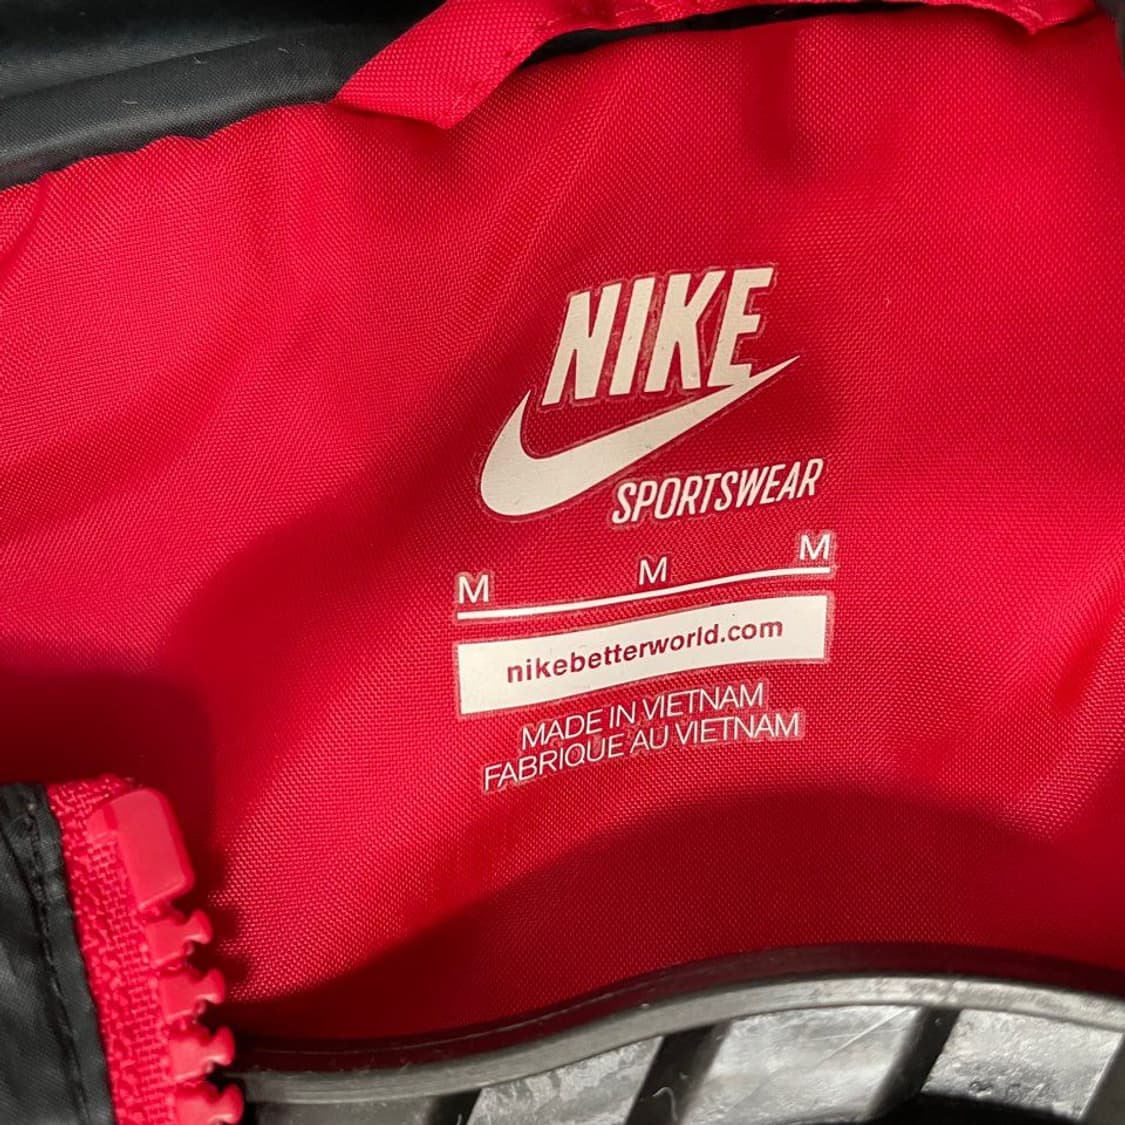 NIKE
SPORTSWEAR
M M M
nikebetterworld.com
MADE IN VIETNAM
FABRIQUE AU VIETNAM